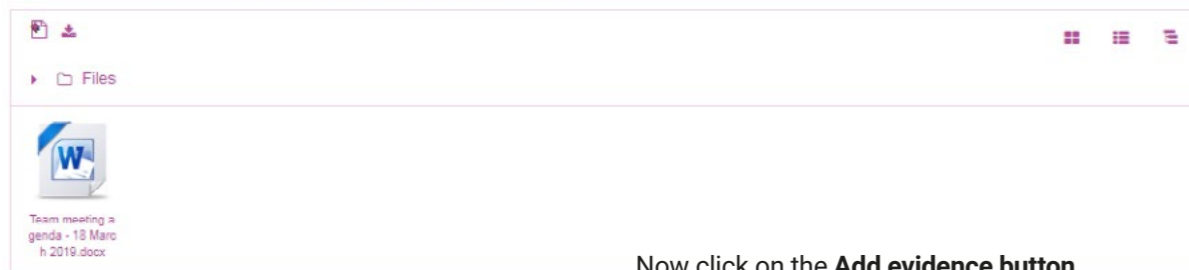 Files
Team meeting a
genda - 18 Marc
h 2019.docx
Now click on the Add evidence button